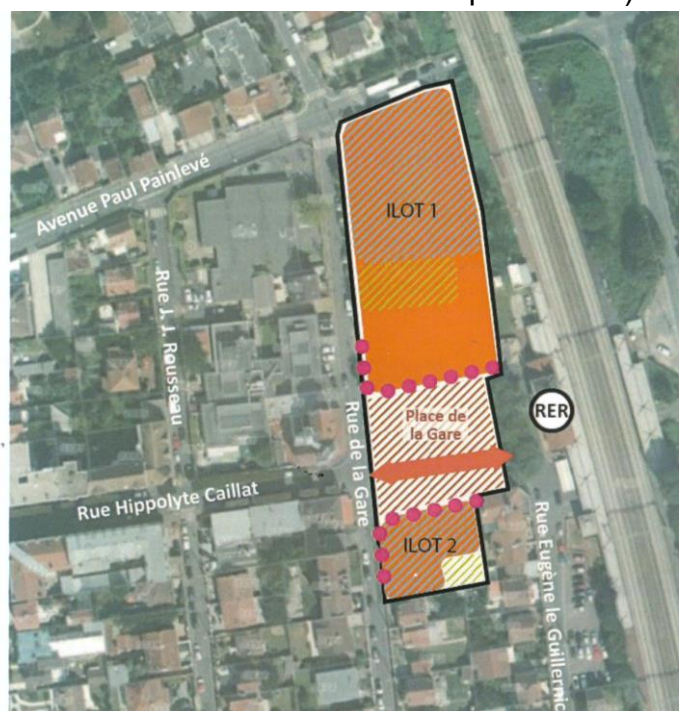 Avenue Paul Painlevé
ILOT 1
Rue J. J. Rousseau
Place de
la Gare
RER
Rue de la Gare
Rue Hippolyte Caillat
ILOT 2
Rue Eugène le Guillermic